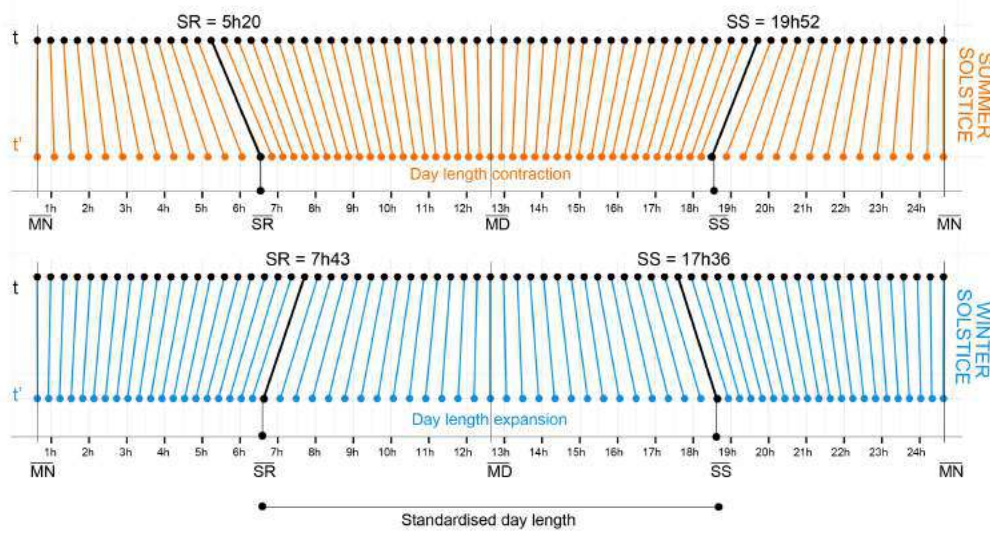 SR = 5h20 SS = 19h52
t
t'
SUMMER
SOLSTICE
Day length contraction
1h 2h 3h 4h 5h 6h 7h 8h 9h 10h 11h 12h 13h 14h 15h 16h 17h 18h 19h 20h 21h 22h 23h 24h
MN SR MD SS MN
SR = 7h43 SS = 17h36
t
t'
WINTER
SOLSTICE
Day length expansion
1h 2h 3h 4h 5h 6h 7h 8h 9h 10h 11h 12h 13h 14h 15h 16h 17h 18h 19h 20h 21h 22h 23h 24h
MN SR MD SS MN
Standardised day length